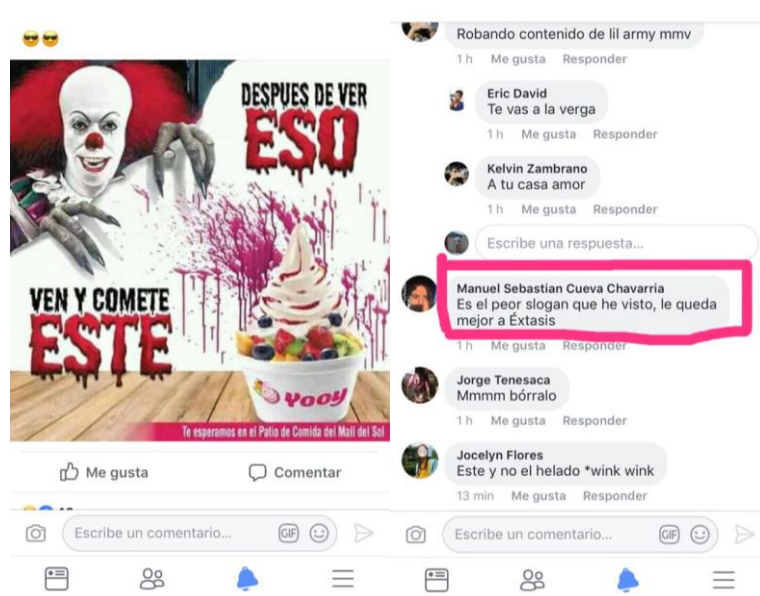 DESPUES DE VER
ESO
VEN Y COMETE
ESTE
Yooy
Te esperamos en el Patio de Comida del Mall del Sol
Me gusta
Comentar
Escribe un comentario...
GIF
Robando contenido de lil army mmv
1 h Me gusta Responder
Eric David
Te vas a la verga
1 h Me gusta Responder
Kelvin Zambrano
A tu casa amor
1 h Me gusta Responder
Escribe una respuesta...
Manuel Sebastian Cueva Chavarria
Es el peor slogan que he visto, le queda
mejor a Éxtasis
1 h Me gusta Responder
Jorge Tenesaca
Mmmm bórralo
1 h Me gusta Responder
Jocelyn Flores
Este y no el helado *wink wink
13 min Me gusta Responder
Escribe un comentario...
GIF